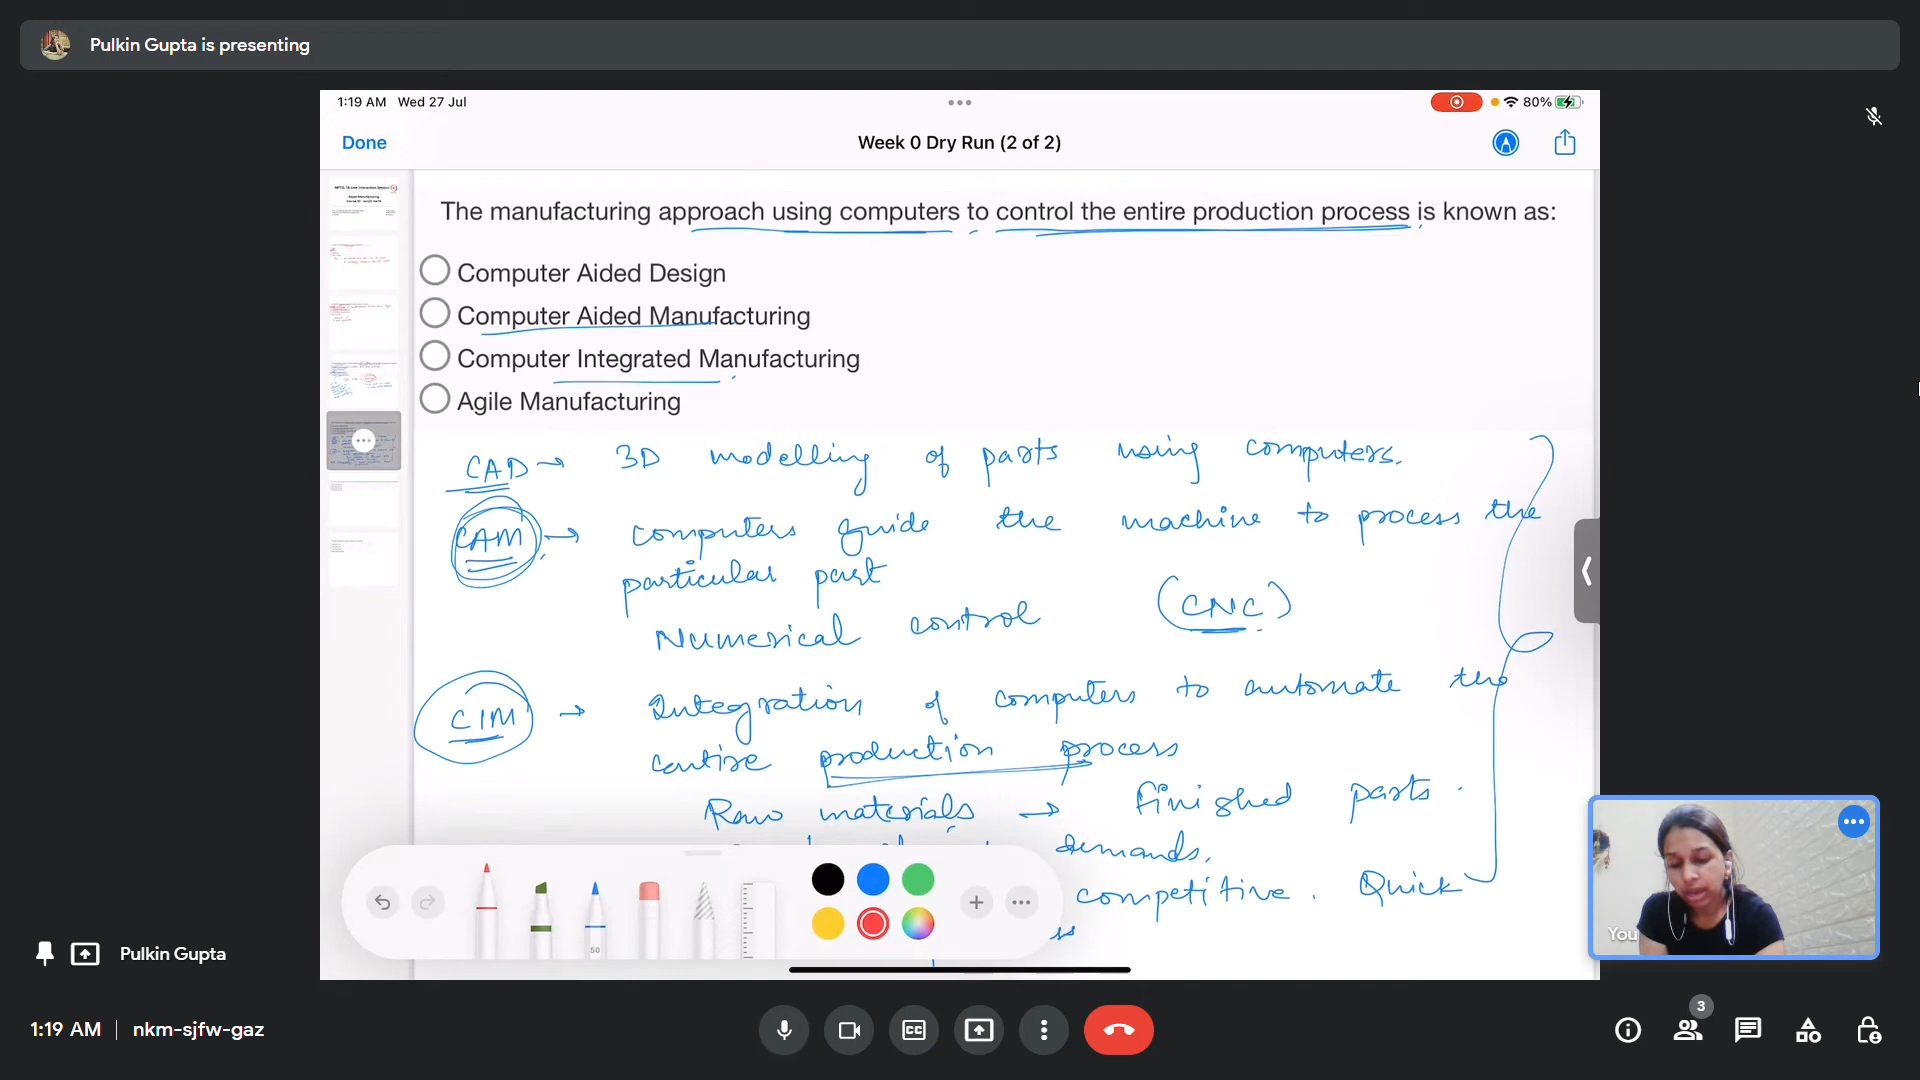 Pulkin Gupta is presenting
1:19 AM Wed 27 Jul
80%
Done
Week 0 Dry Run (2 of 2)
The manufacturing approach using computers to control the entire production process is known as:
Computer Aided Design
Computer Aided Manufacturing
Computer Integrated Manufacturing
Agile Manufacturing
CAD → 3D modelling of parts using computers.
CAM → computers guide the machine to process the
particular part
Numerical control (CNC)
CIM → Integration of computers to automate the
entire production process
Raw materials → finished parts.
demands.
competitive. Quick
50
You
Pulkin Gupta
3
1:19 AM | nkm-sjfw-gaz
CC